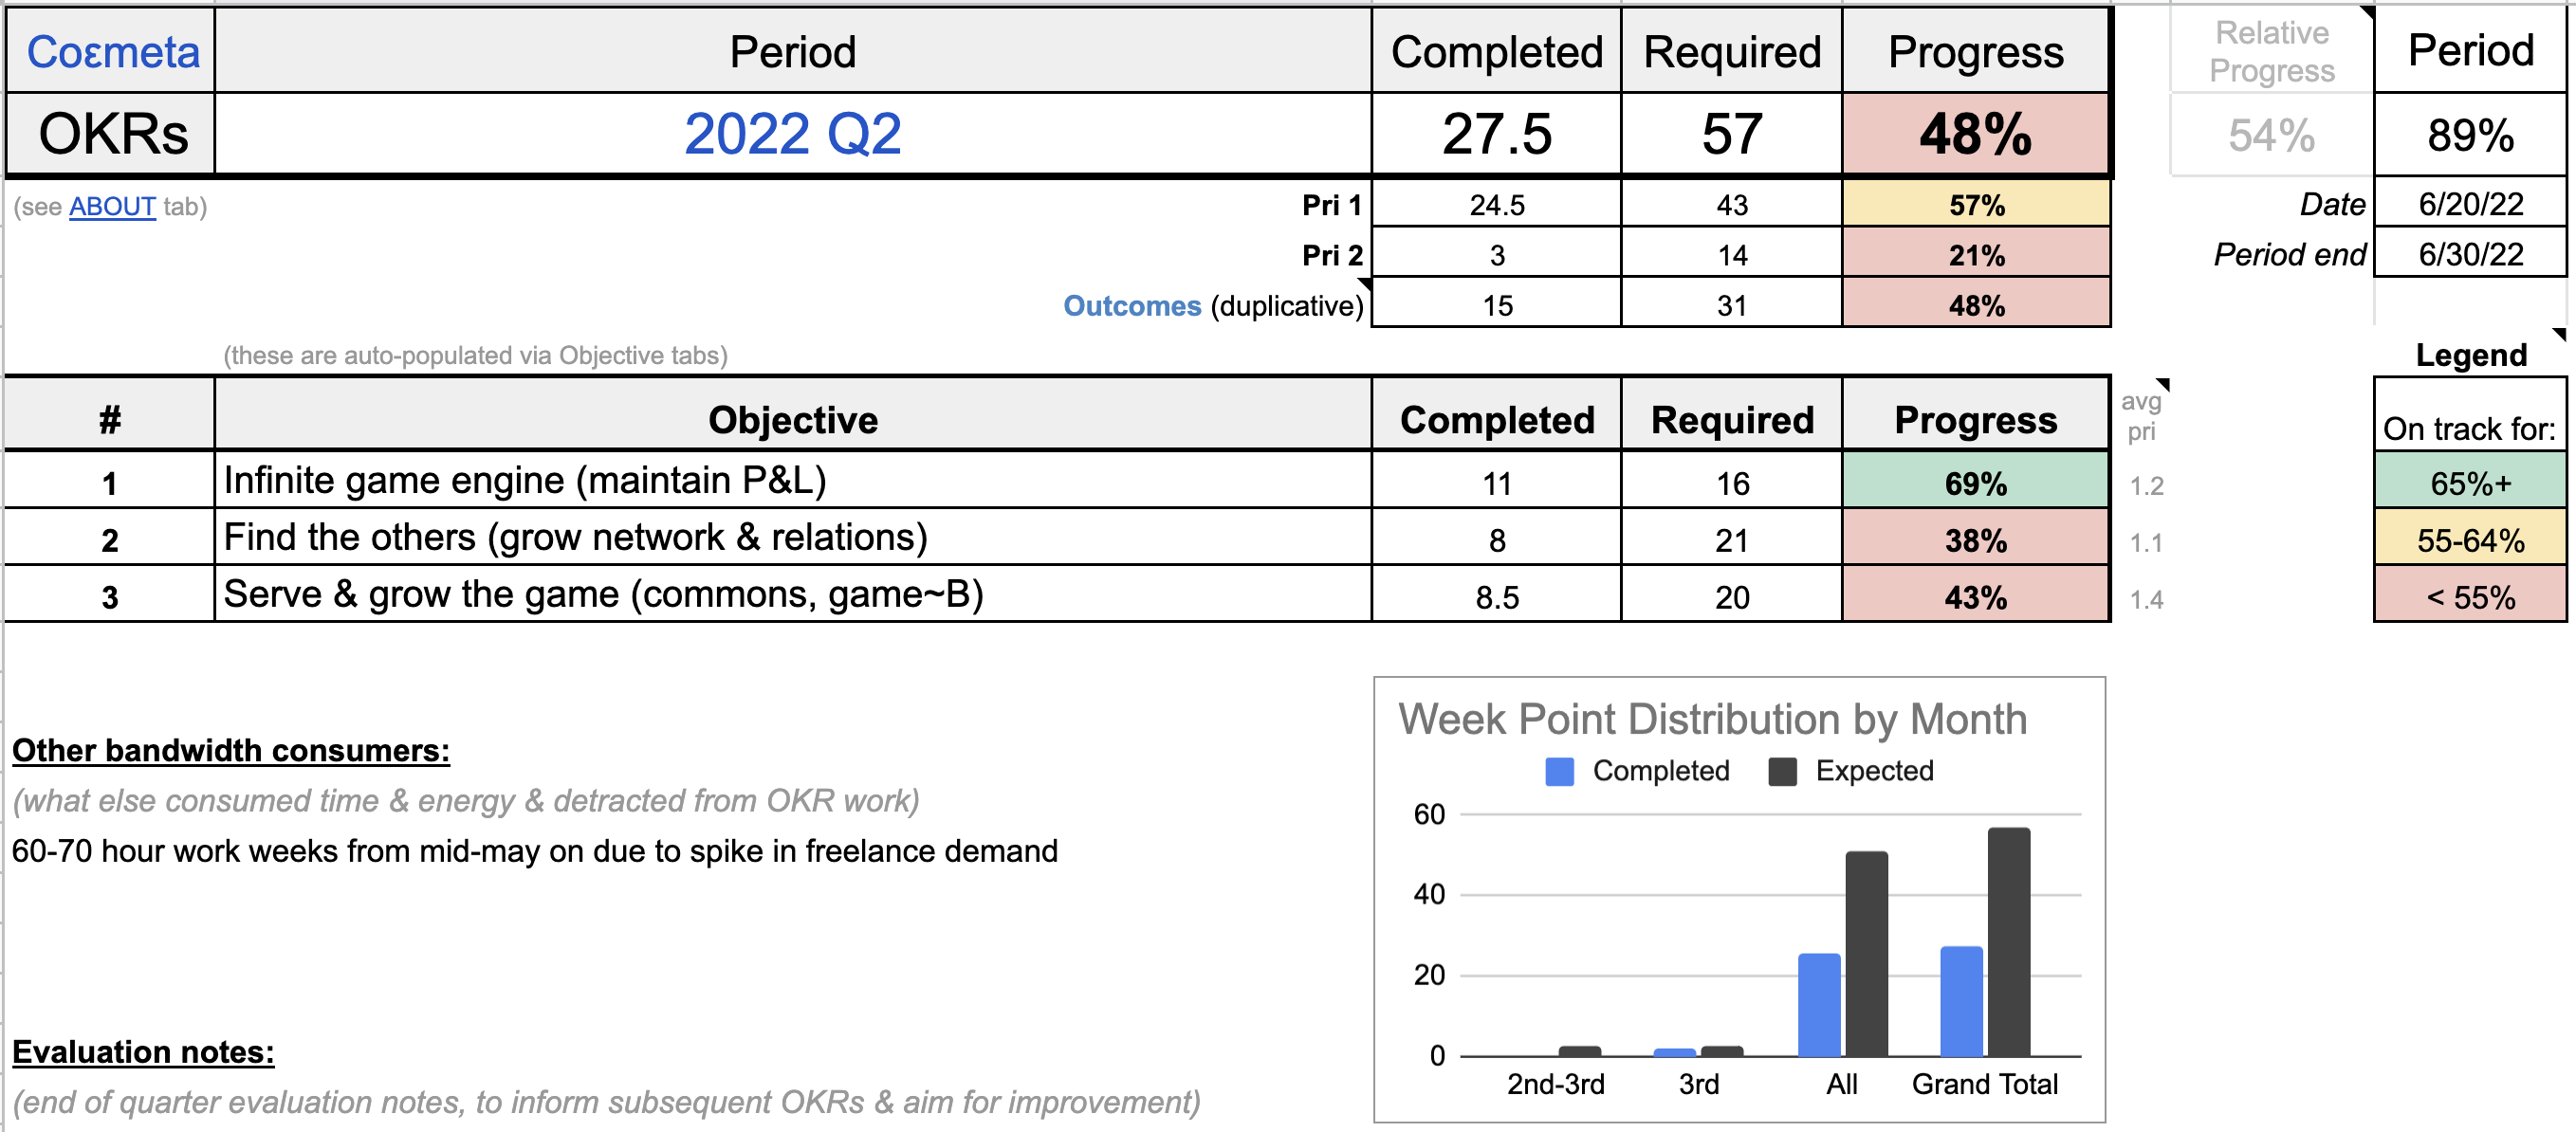 Coεmeta Period Completed Required Progress Relative Progress Period
OKRs 2022 Q2 27.5 57 48% 54% 89%
(see ABOUT tab) Pri 1 24.5 43 57% Date 6/20/22
Pri 2 3 14 21% Period end 6/30/22
Outcomes (duplicative) 15 31 48%
(these are auto-populated via Objective tabs) Legend
# Objective Completed Required Progress avg pri On track for:
1 Infinite game engine (maintain P&L) 11 16 69% 1.2 65%+
2 Find the others (grow network & relations) 8 21 38% 1.1 55-64%
3 Serve & grow the game (commons, game~B) 8.5 20 43% 1.4 < 55%
Other bandwidth consumers:
(what else consumed time & energy & detracted from OKR work)
60-70 hour work weeks from mid-may on due to spike in freelance demand
Evaluation notes:
(end of quarter evaluation notes, to inform subsequent OKRs & aim for improvement)
Week Point Distribution by Month
Completed Expected
60
40
20
0
2nd-3rd 3rd All Grand Total